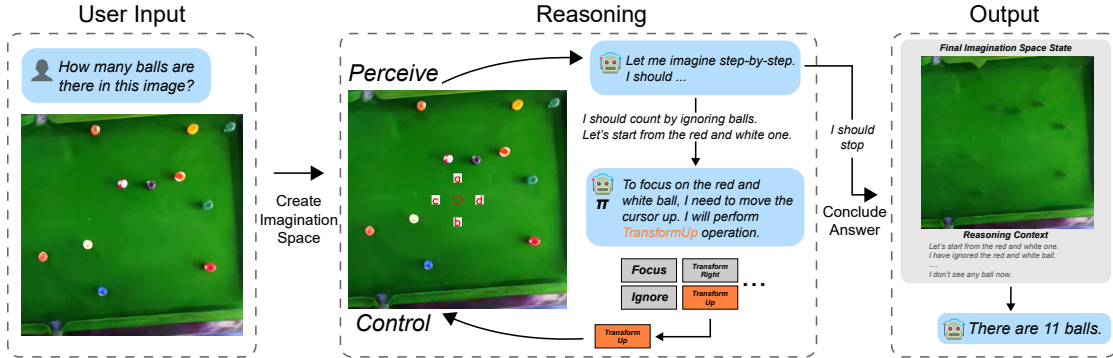 User Input
Reasoning
Output
How many balls are
there in this image?
Create
Imagination
Space
Perceive
a
c
d
b
Control
Let me imagine step-by-step.
I should ...
I should count by ignoring balls.
Let's start from the red and white one.
π
To focus on the red and
white ball, I need to move the
cursor up. I will perform
TransformUp operation.
Focus
Transform
Right
Ignore
Transform
Up
...
Transform
Up
I should
stop
Conclude
Answer
Final Imagination Space State
Reasoning Context
Let's start from the red and white one.
I have ignored the red and white ball.
....
I don't see any ball now.
There are 11 balls.